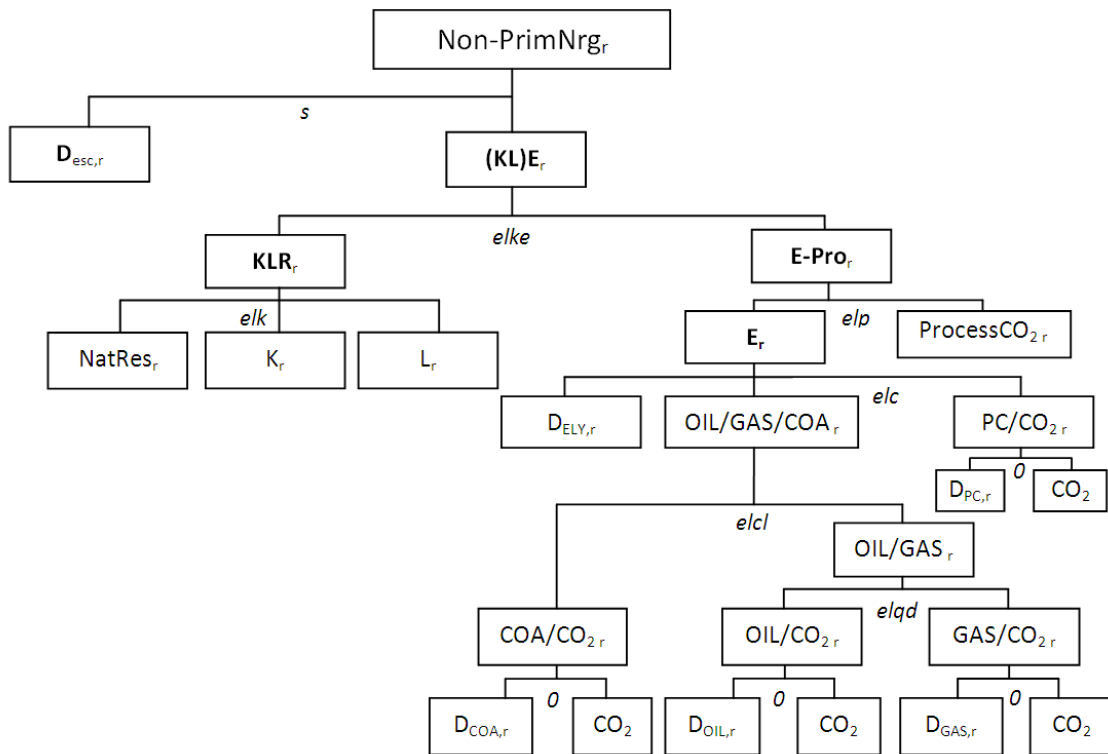 Non-PrimNrgr
s
Desc,r
(KL)Er
elke
KLRr
E-Pror
elk
elp
NatResr
Kr
Lr
Er
ProcessCO2 r
elc
DELY,r
OIL/GAS/COA r
PC/CO2 r
0
DPC,r
CO2
elcl
OIL/GAS r
elqd
COA/CO2 r
OIL/CO2 r
GAS/CO2 r
0
0
0
DCOA,r
CO2
DOIL,r
CO2
DGAS,r
CO2